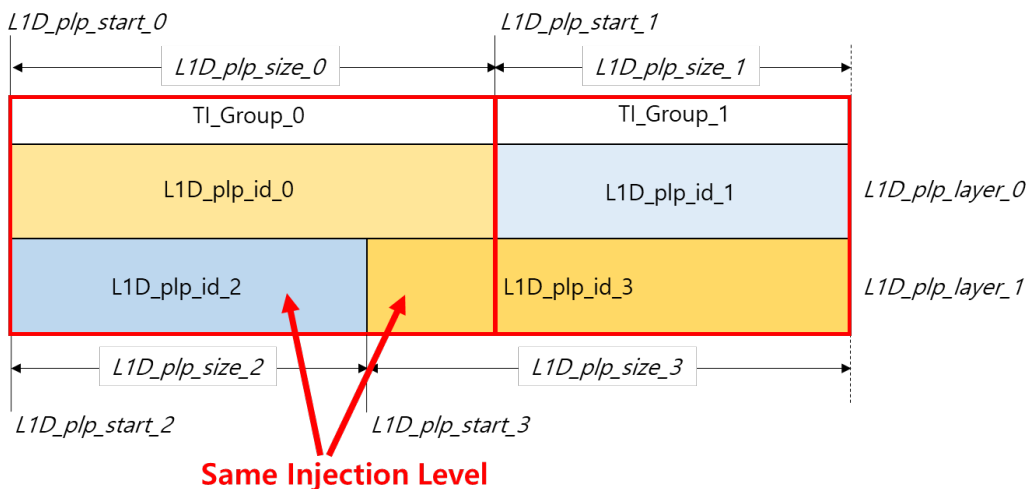 L1D_plp_start_0
L1D_plp_start_1
L1D_plp_size_0
L1D_plp_size_1
TI_Group_0
TI_Group_1
L1D_plp_id_0
L1D_plp_id_1
L1D_plp_layer_0
L1D_plp_id_2
L1D_plp_id_3
L1D_plp_layer_1
L1D_plp_size_2
L1D_plp_size_3
L1D_plp_start_2
L1D_plp_start_3
Same Injection Level